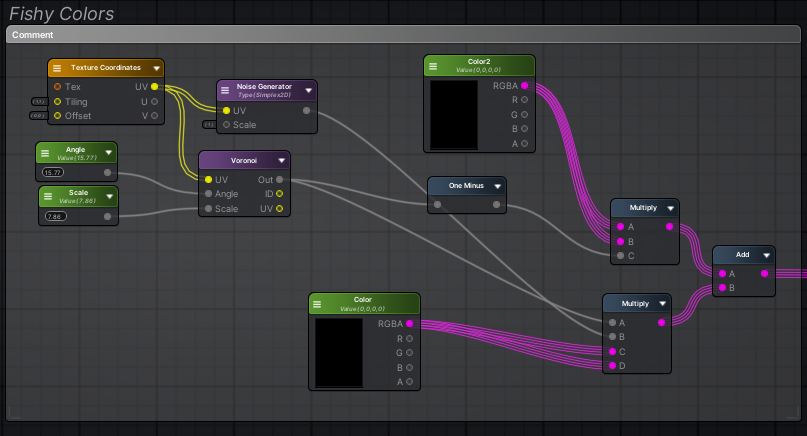 Fishy Colors
Comment
Texture Coordinates
Tex UV
Tiling U
Offset V
Noise Generator
Type(Simplex2D)
UV
Scale
Color2
Value(0,0,0,0)
RGBA
R
G
B
A
Angle
Value(15.77)
15.77
Scale
Value(7.86)
7.86
Voronoi
UV Out
Angle ID
Scale UV
One Minus
Multiply
A
B
C
Add
A
B
Color
Value(0,0,0,0)
RGBA
R
G
B
A
Multiply
A
B
C
D